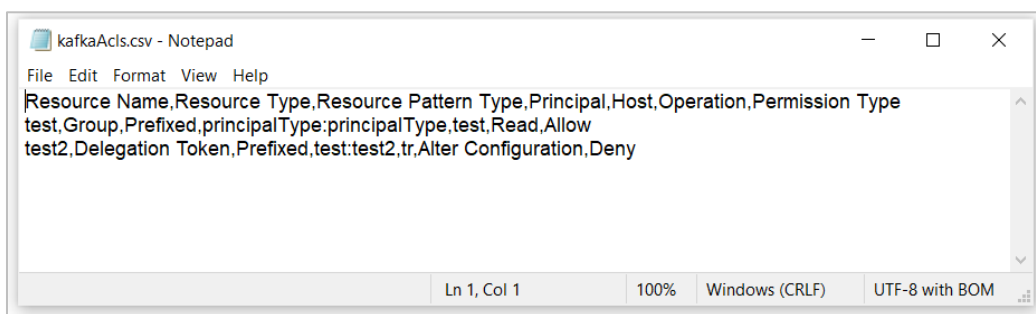 kafkaAcls.csv - Notepad
File Edit Format View Help
Resource Name,Resource Type,Resource Pattern Type,Principal,Host,Operation,Permission Type
test,Group,Prefixed,principalType:principalType,test,Read,Allow
test2,Delegation Token,Prefixed,test:test2,tr,Alter Configuration,Deny
Ln 1, Col 1 100% Windows (CRLF) UTF-8 with BOM